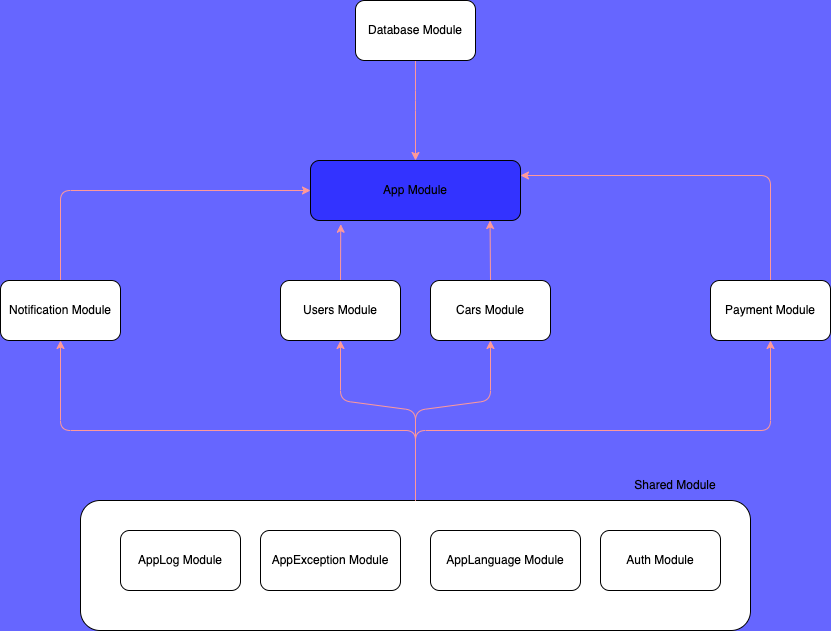 Database Module
App Module
Notification Module
Users Module
Cars Module
Payment Module
Shared Module
AppLog Module
AppException Module
AppLanguage Module
Auth Module